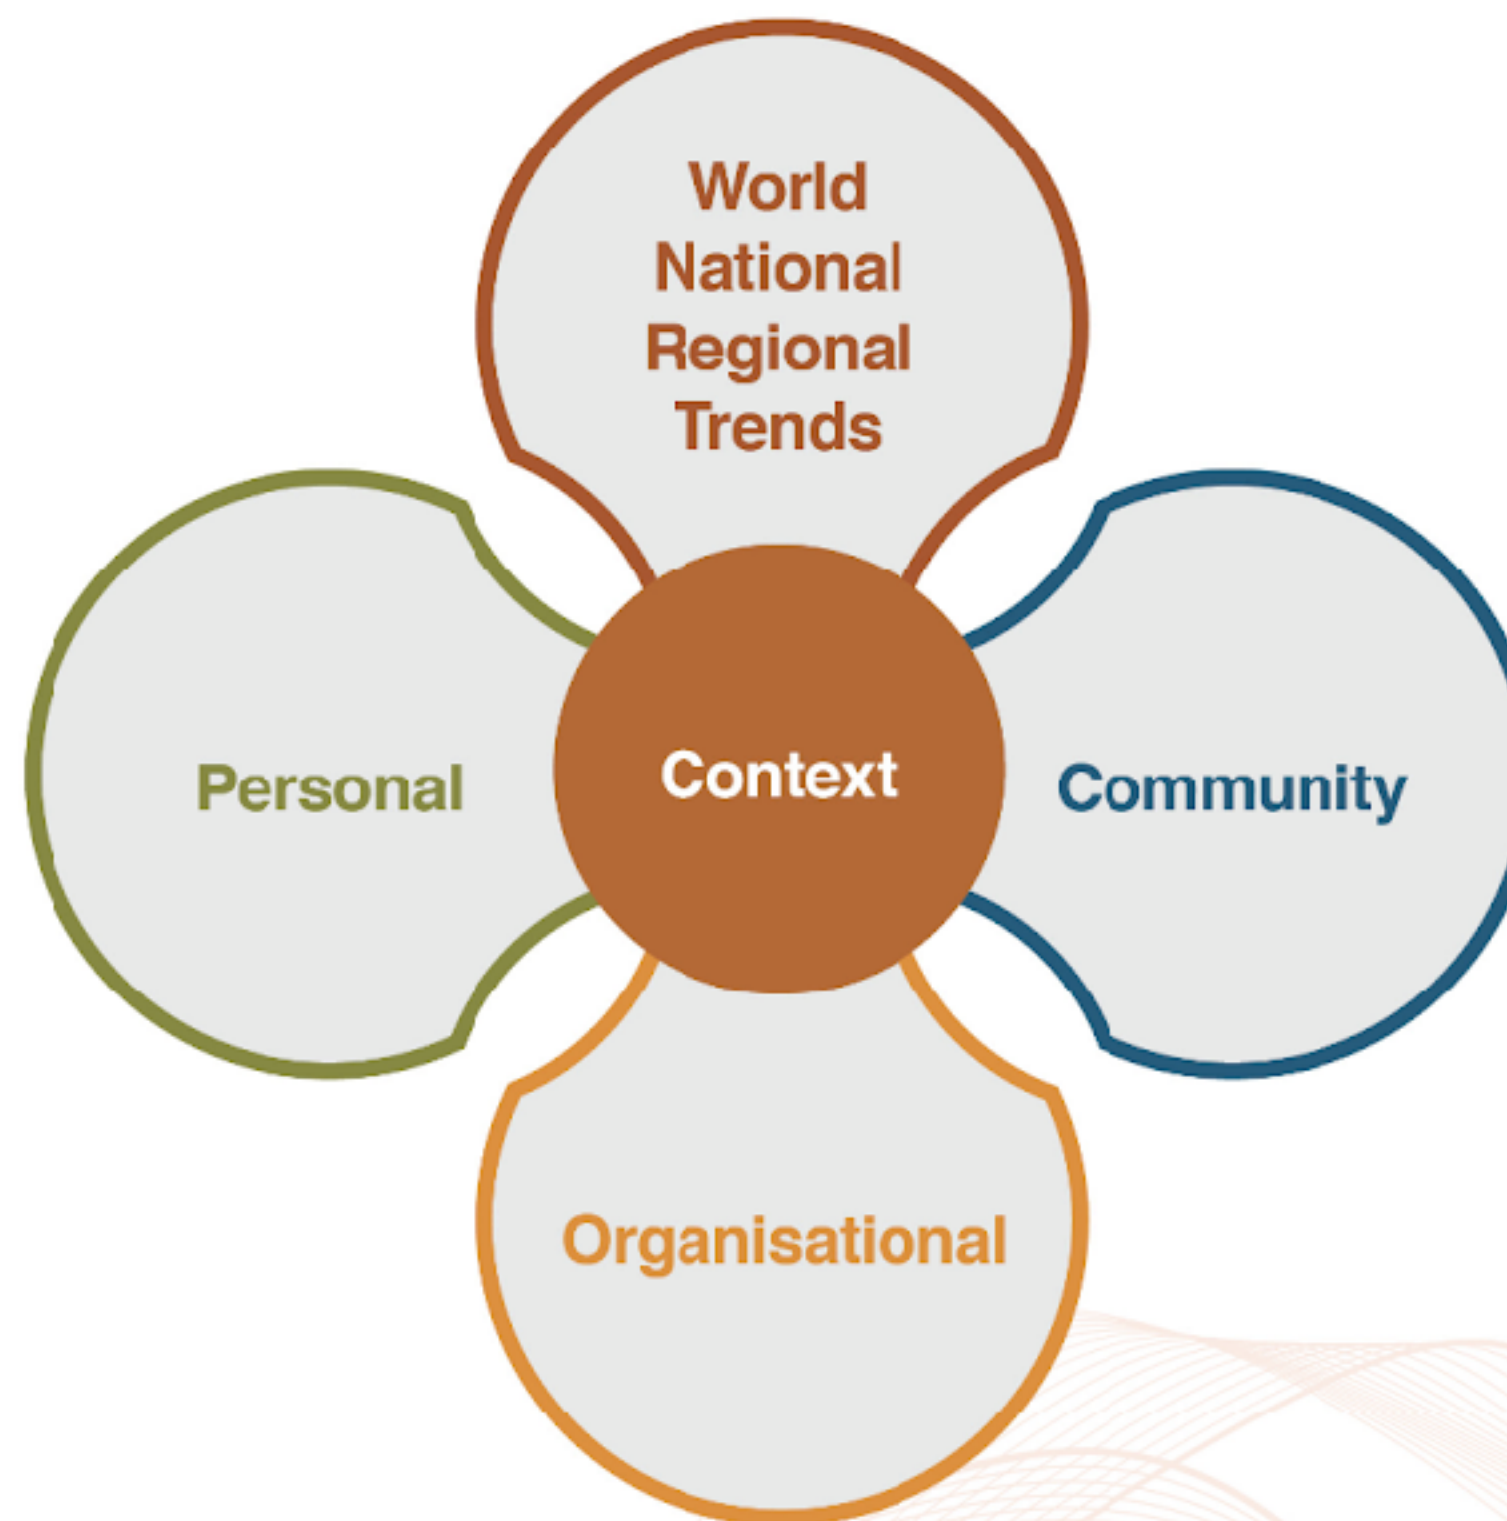 World
National
Regional
Trends
Personal
Context
Community
Organisational